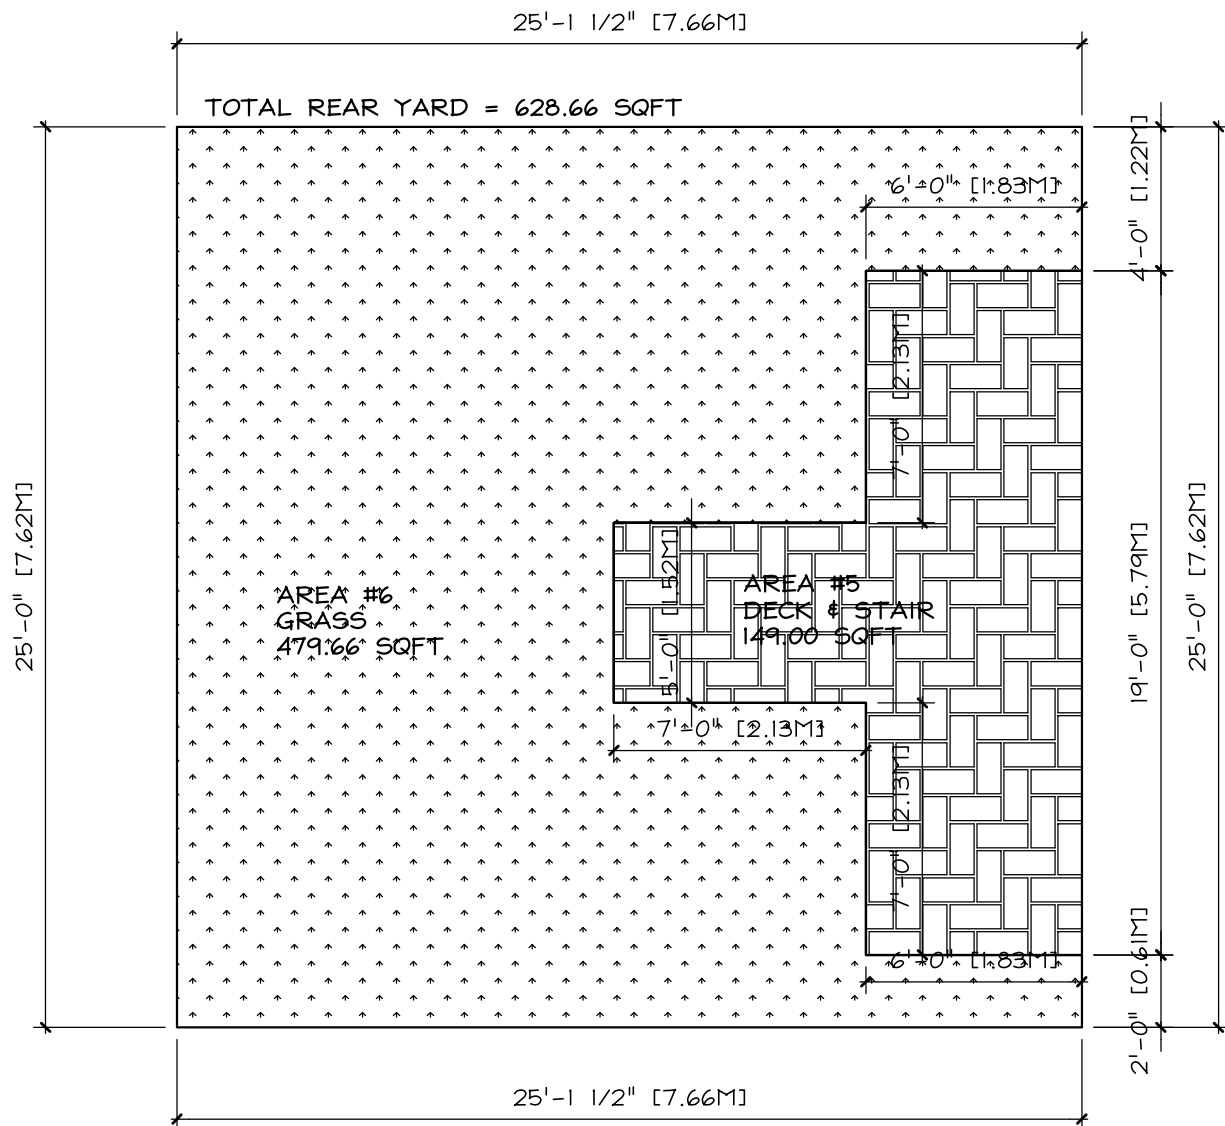 25'-1 1/2" [7.66M]
TOTAL REAR YARD = 628.66 SQFT
4'-0" [1.22M]
6'-0" [1.83M]
7'-0" [2.13M]
25'-0" [7.62M]
AREA #6
GRASS
479.66 SQFT
5'-0" [1.52M]
AREA #5
DECK & STAIR
149.00 SQFT
19'-0" [5.79M]
25'-0" [7.62M]
7'-0" [2.13M]
7'-0" [2.13M]
6'-0" [1.83M]
2'-0" [0.61M]
25'-1 1/2" [7.66M]